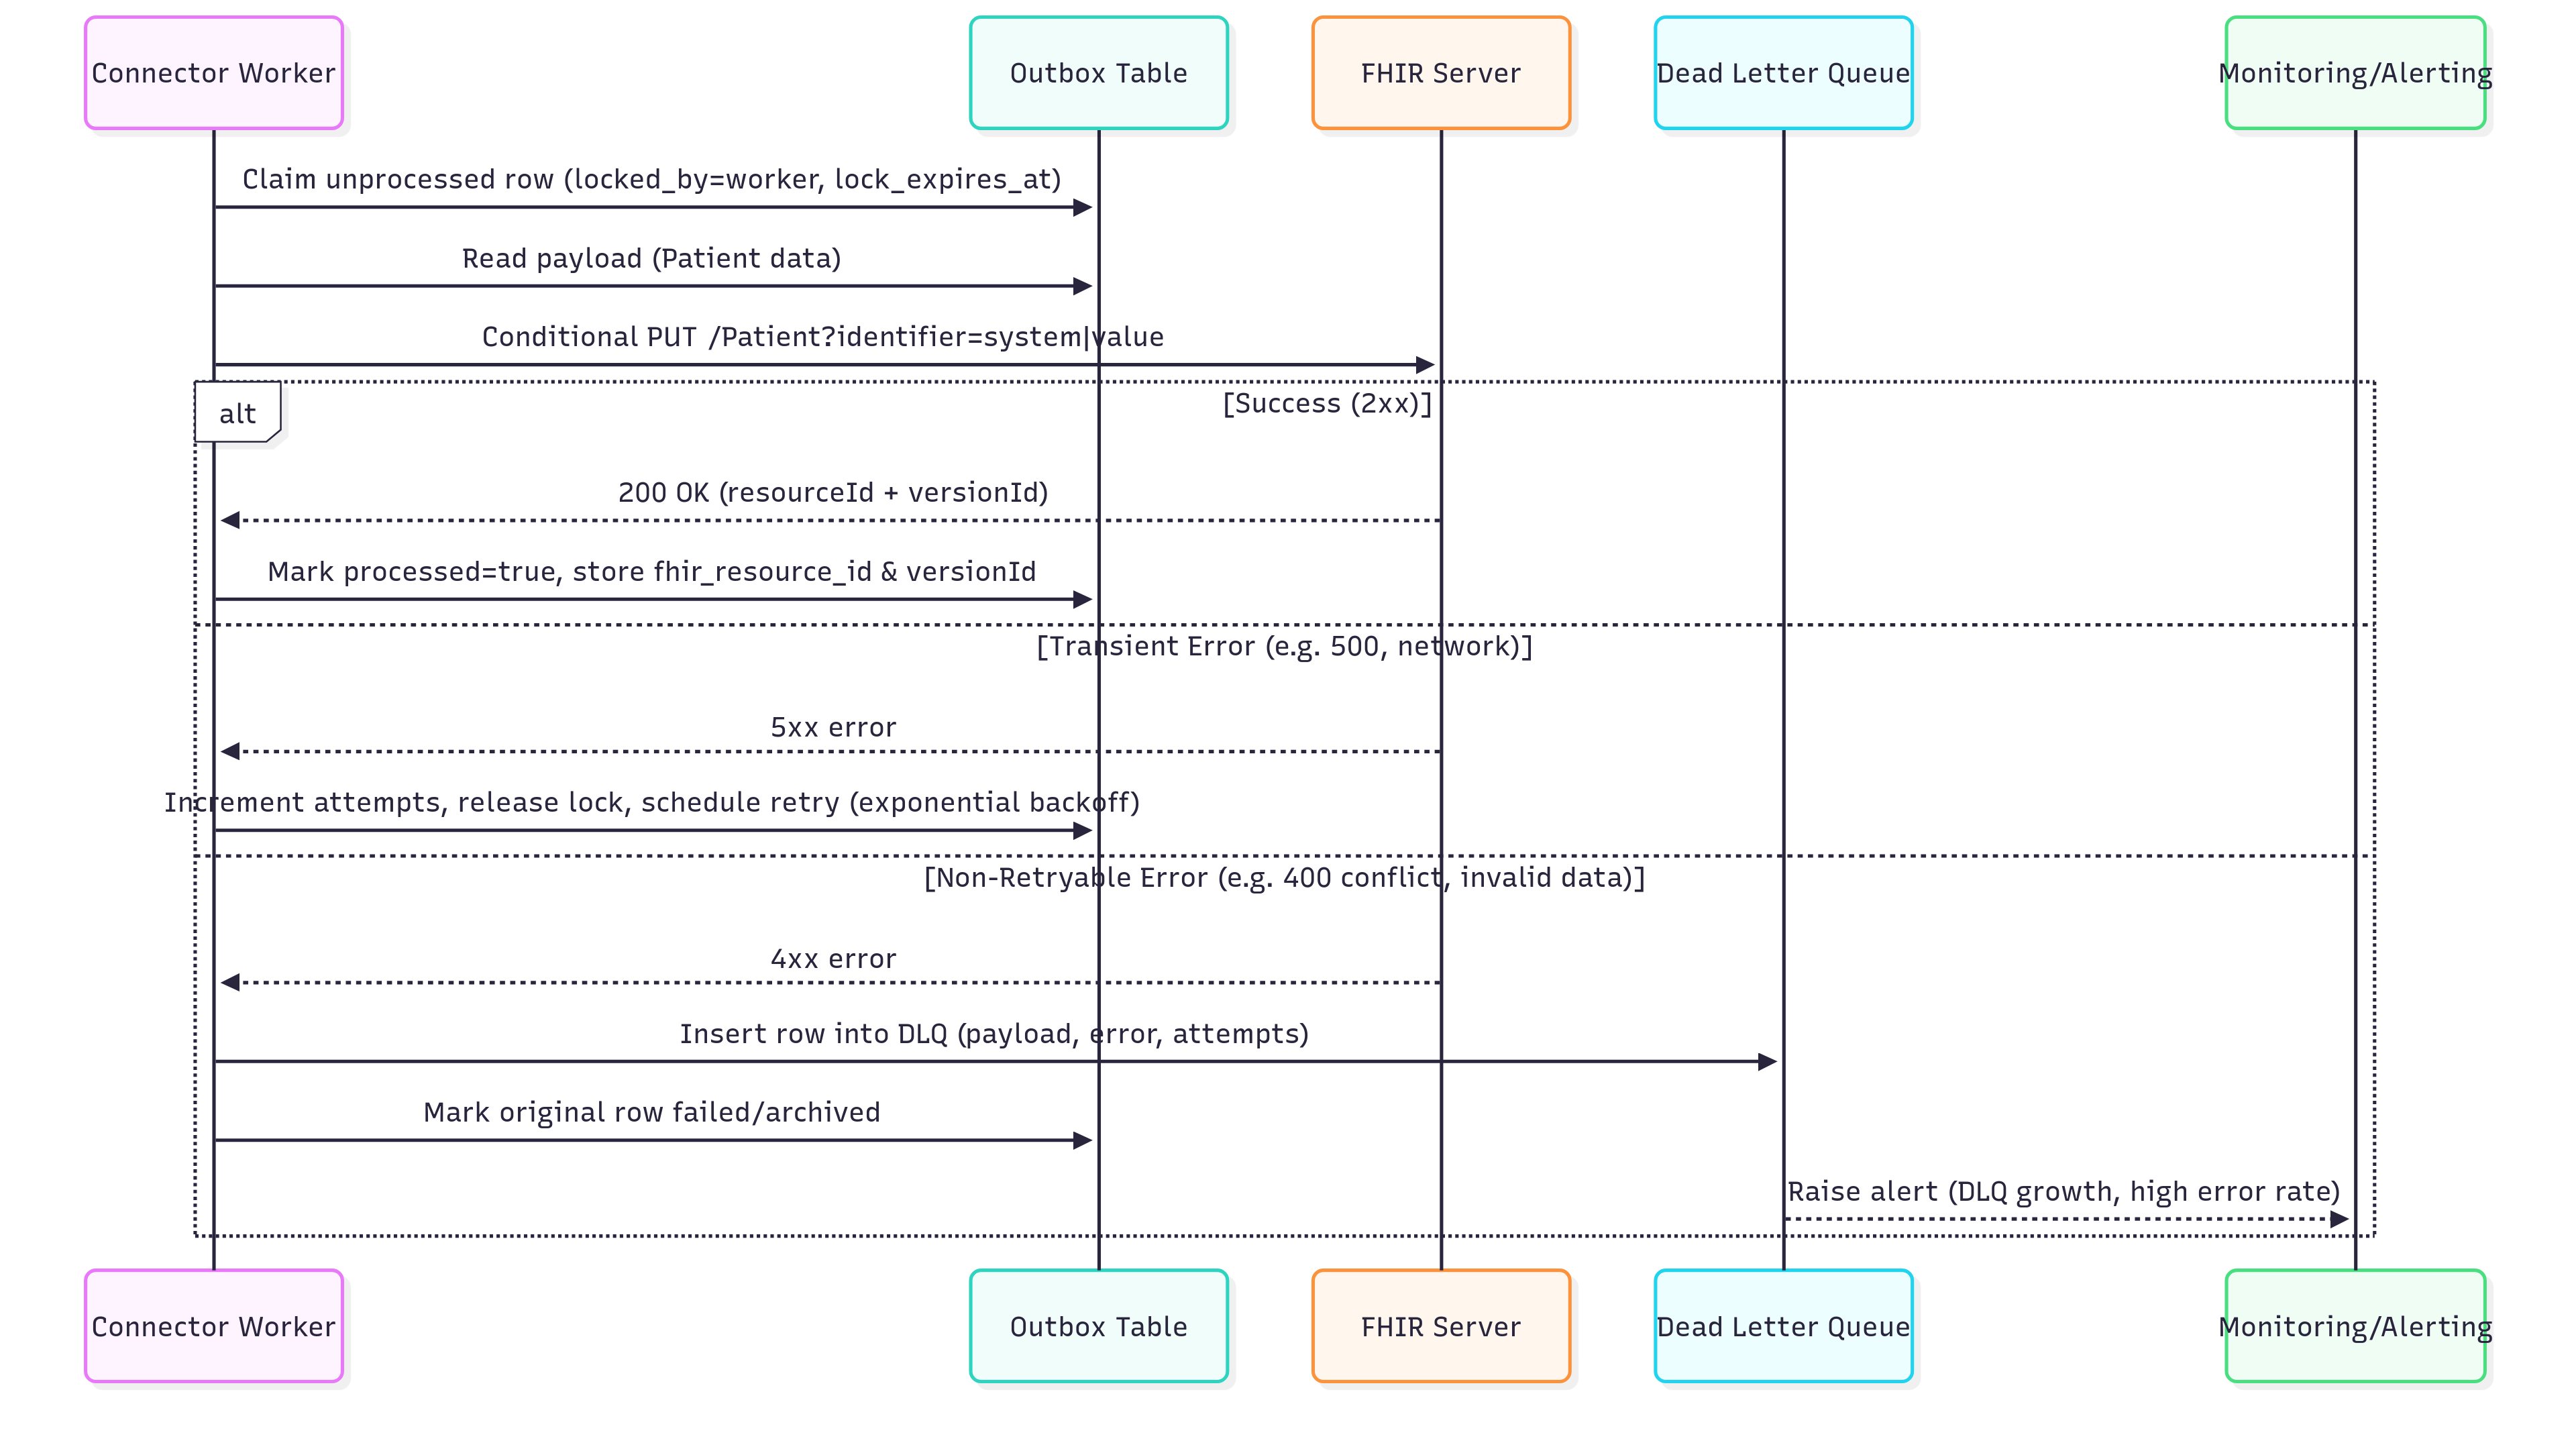 Connector Worker
Outbox Table
FHIR Server
Dead Letter Queue
Monitoring/Alerting
Claim unprocessed row (locked_by=worker, lock_expires_at)
Read payload (Patient data)
Conditional PUT /Patient?identifier=system|value
alt
[Success (2xx)]
200 OK (resourceId + versionId)
Mark processed=true, store fhir_resource_id & versionId
[Transient Error (e.g. 500, network)]
5xx error
Increment attempts, release lock, schedule retry (exponential backoff)
[Non-Retryable Error (e.g. 400 conflict, invalid data)]
4xx error
Insert row into DLQ (payload, error, attempts)
Mark original row failed/archived
Raise alert (DLQ growth, high error rate)
Connector Worker
Outbox Table
FHIR Server
Dead Letter Queue
Monitoring/Alerting